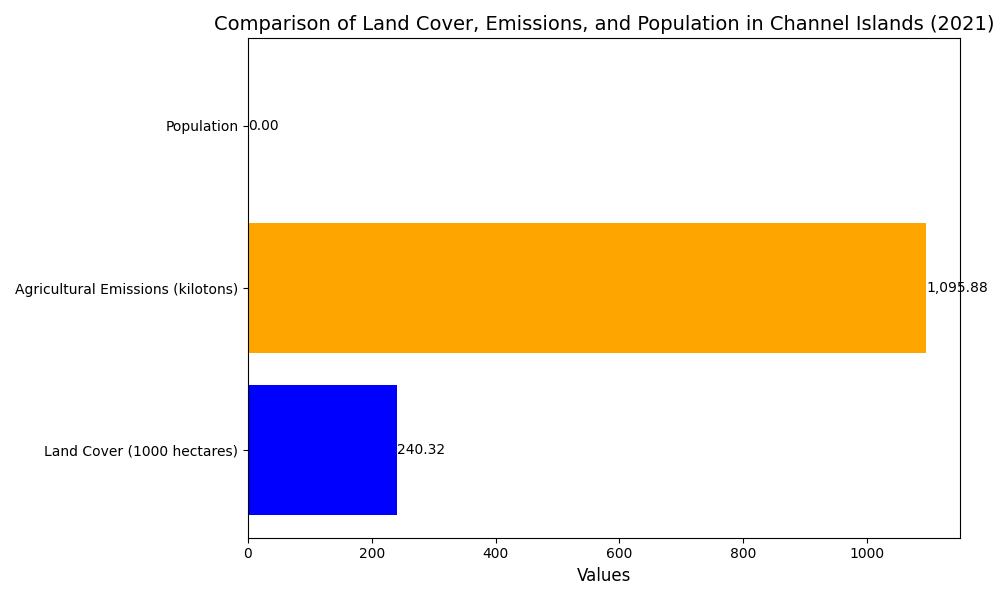 Comparison of Land Cover, Emissions, and Population in Channel Islands (2021)
Population
0.00
Agricultural Emissions (kilotons)
1,095.88
Land Cover (1000 hectares)
240.32
0 200 400 600 800 1000
Values